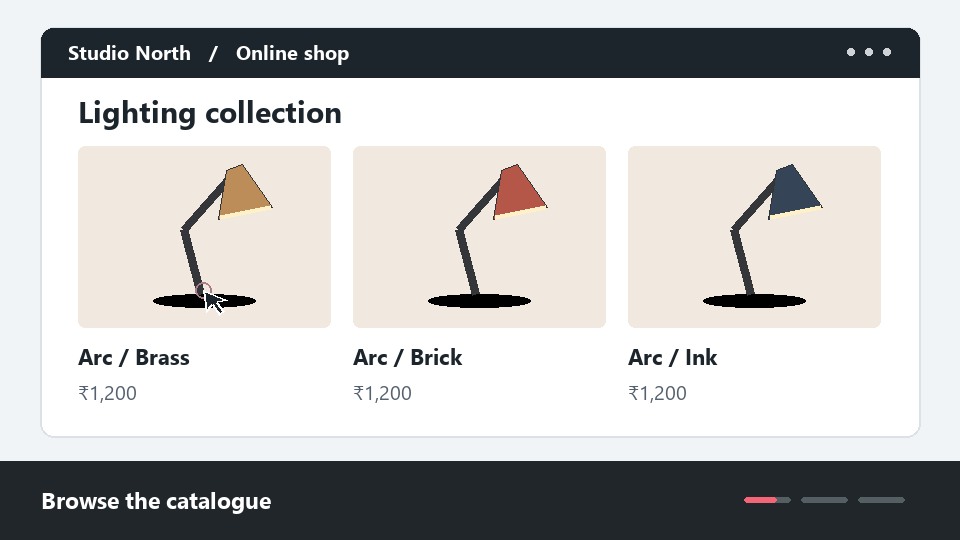 Studio North / Online shop
Lighting collection
Arc / Brass
₹1,200
Arc / Brick
₹1,200
Arc / Ink
₹1,200
Browse the catalogue